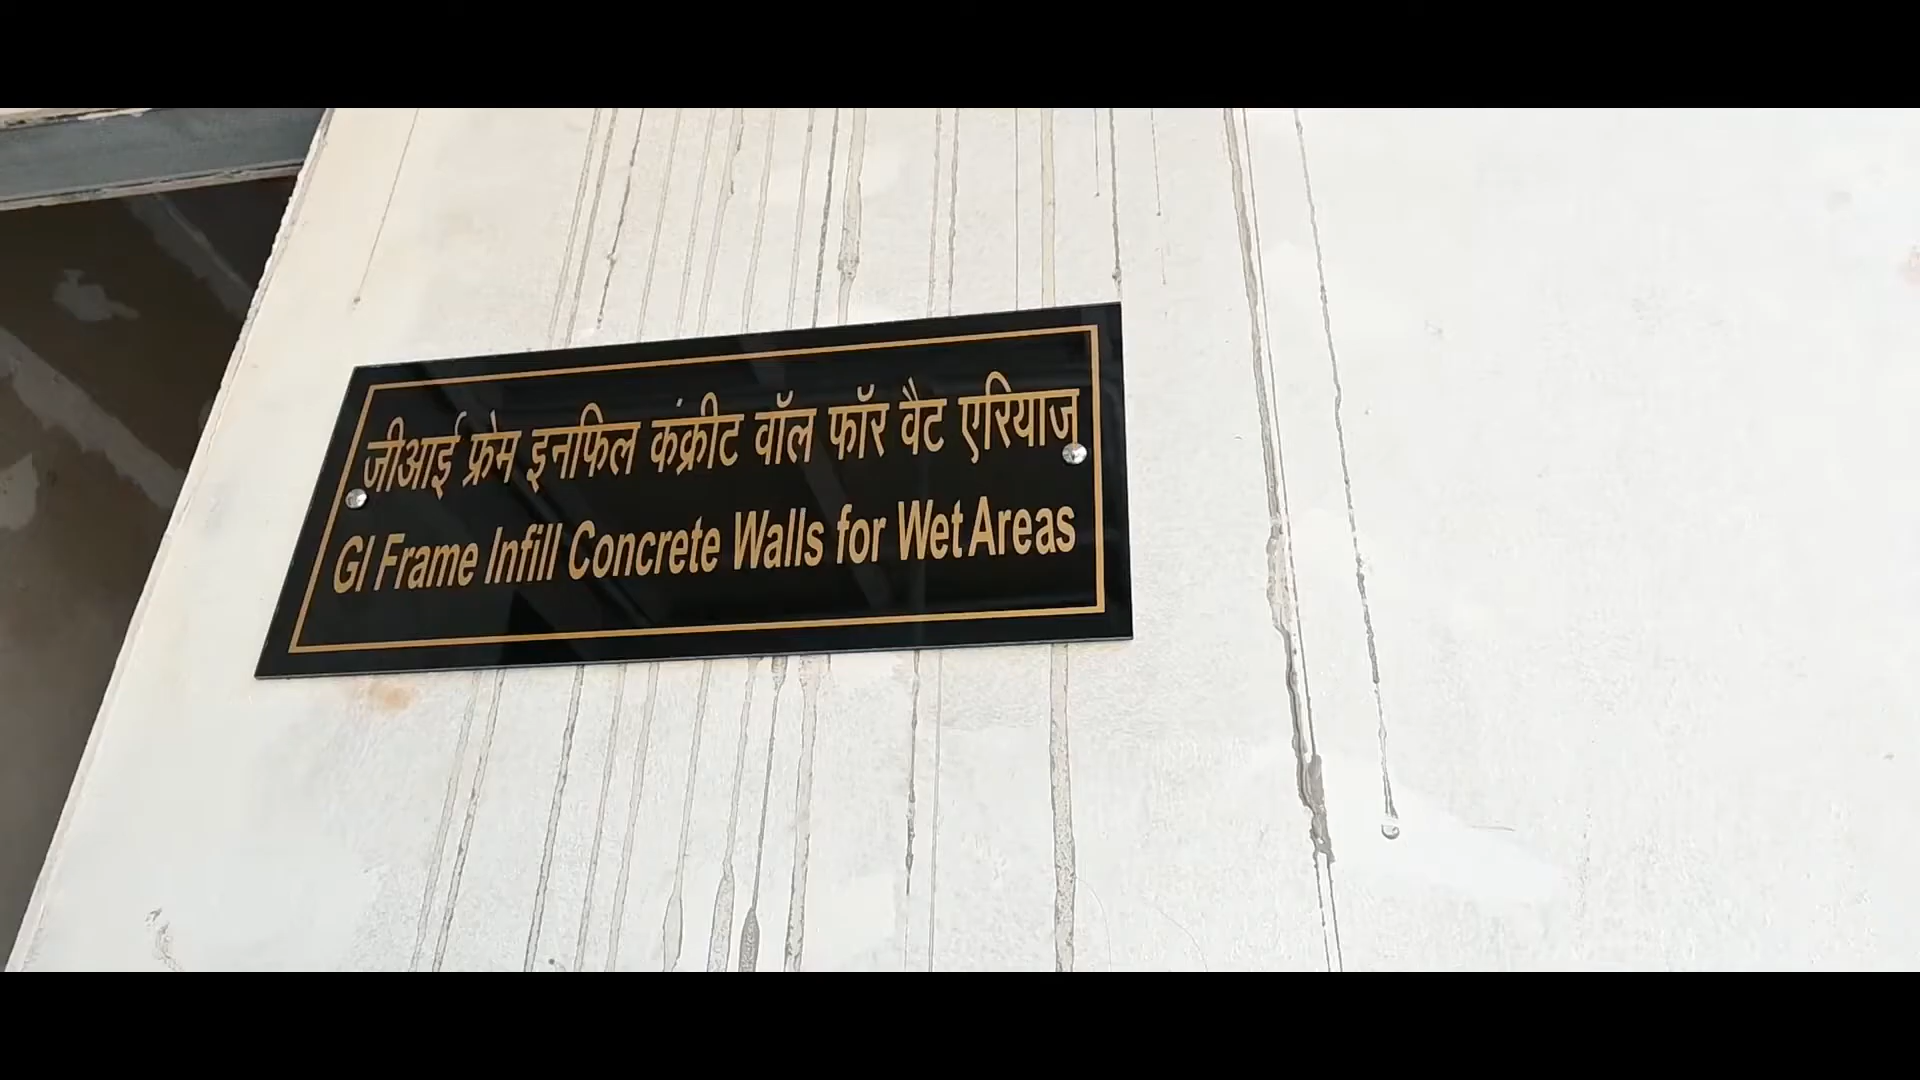 जीआई फ्रेम इनफिल कंक्रीट वॉल फॉर वैट एरियाज
GI Frame Infill Concrete Walls for Wet Areas